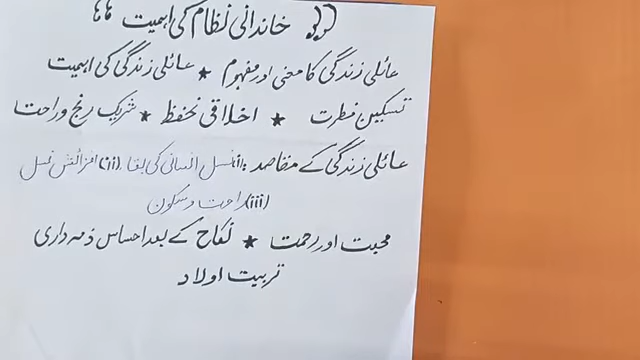 خاندانی نظام کی اہمیت
عائلی زندگی کا معنی اور مفہوم ★ عائلی زندگی کی اہمیت
تسکین فطرت ★ اخلاقی تحفظ ★ شریک رنج و راحت
عائلی زندگی کے مقاصد: (i) نسل انسانی کی بقا (ii) افزائش نسل
(iii) راحت و سکون
محبت اور رحمت ★ نکاح کے بعد احساس ذمہ داری
تربیت اولاد